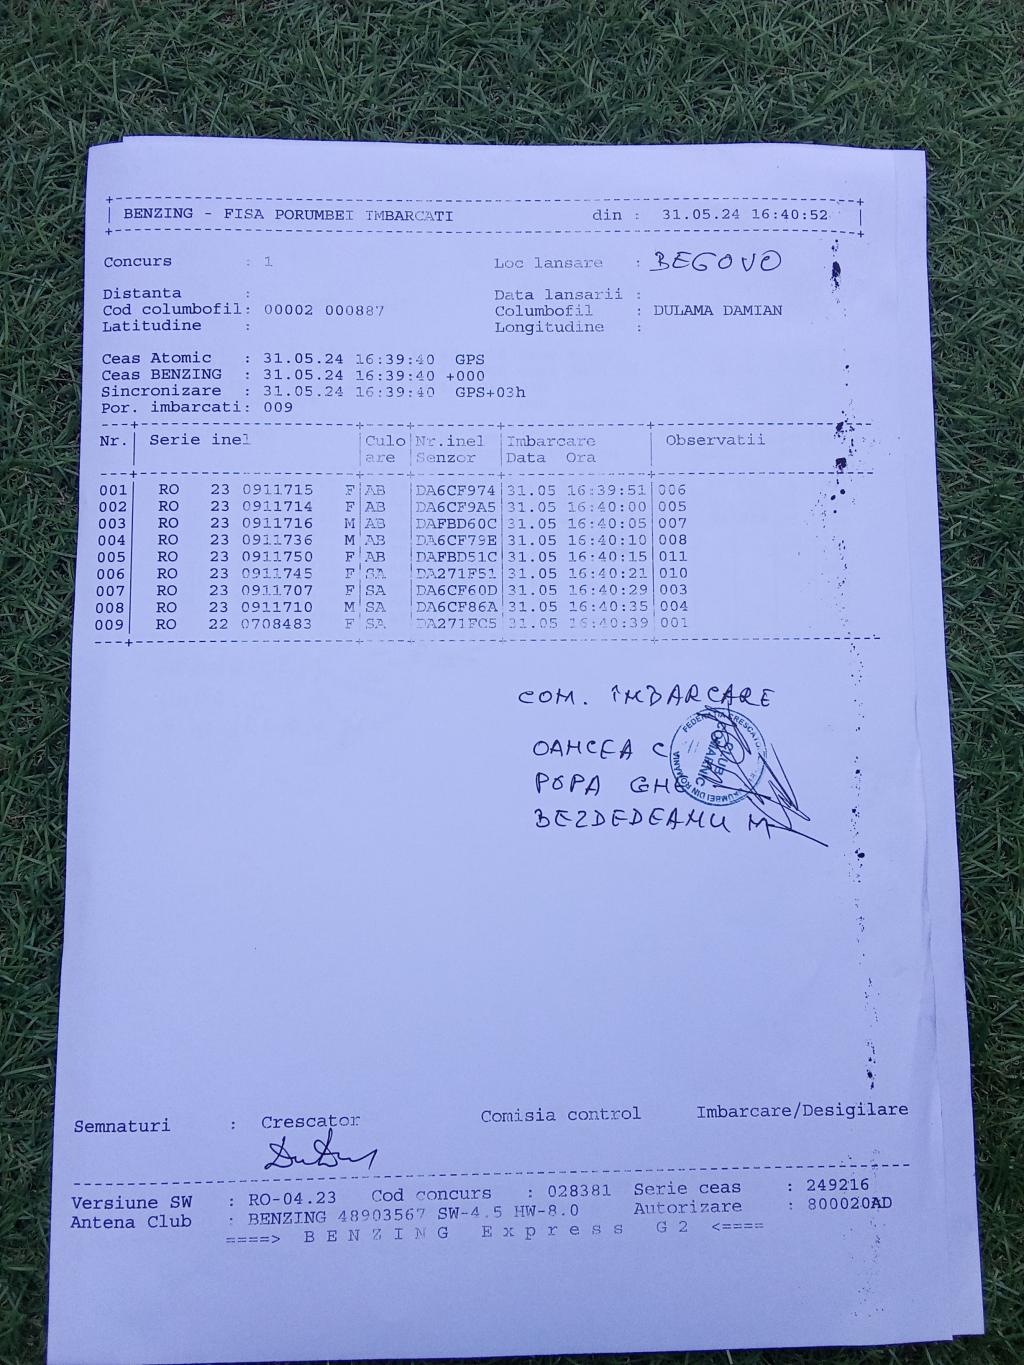 BENZING - FISA PORUMBEI IMBARCATI din : 31.05.24 16:40:52
Concurs : 1 Loc lansare : BEGOVO
Distanta : Data lansarii :
Cod columbofil: 00002 000887 Columbofil : DULAMA DAMIAN
Latitudine : Longitudine :
Ceas Atomic : 31.05.24 16:39:40 GPS
Ceas BENZING : 31.05.24 16:39:40 +000
Sincronizare : 31.05.24 16:39:40 GPS+03h
Por. imbarcati: 009
Nr. Serie inel Culo Nr.inel Imbarcare Observatii
are Senzor Data Ora
001 RO 23 0911715 F AB DA6CF974 31.05 16:39:51 006
002 RO 23 0911714 F AB DA6CF9A5 31.05 16:40:00 005
003 RO 23 0911716 M AB DAFBD60C 31.05 16:40:05 007
004 RO 23 0911736 M AB DA6CF79E 31.05 16:40:10 008
005 RO 23 0911750 F AB DAFBD51C 31.05 16:40:15 011
006 RO 23 0911745 F SA DA271F51 31.05 16:40:21 010
007 RO 23 0911707 F SA DA6CF60D 31.05 16:40:29 003
008 RO 23 0911710 M SA DA6CF86A 31.05 16:40:35 004
009 RO 22 0708483 F SA DA271FC5 31.05 16:40:39 001
COM. ÎMBARCARE
OANCEA C
POPA GH
BEZDEDEANU M
CLUB
COMARNIC
Semnaturi : Crescator Comisia control Imbarcare/Desigilare
Versiune SW : RO-04.23 Cod concurs : 028381 Serie ceas : 249216
Antena Club : BENZING 48903567 SW-4.5 HW-8.0 Autorizare : 800020AD
====> B E N Z I N G E x p r e s s G 2 <====